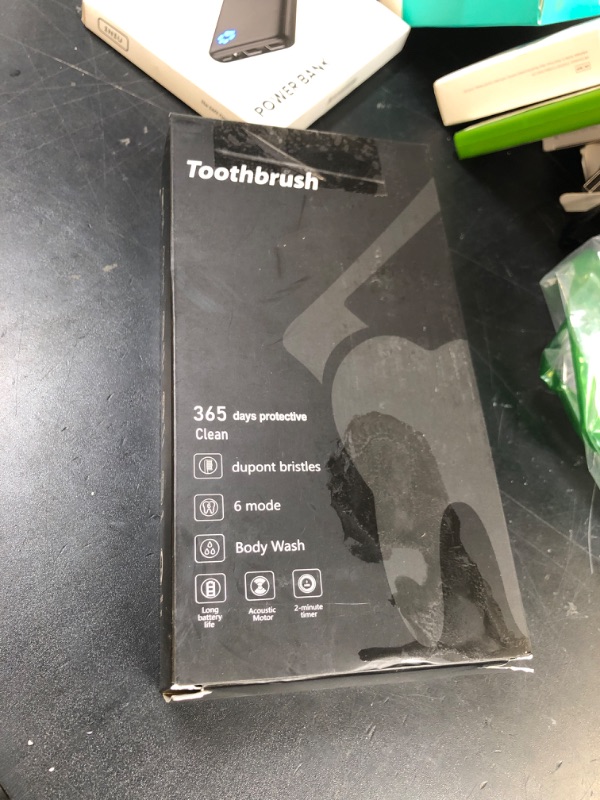 POWER BANK
Toothbrush
365 days protective
Clean
dupont bristles
6 mode
Body Wash
Long
battery
life
Acoustic
Motor
2-minute
timer